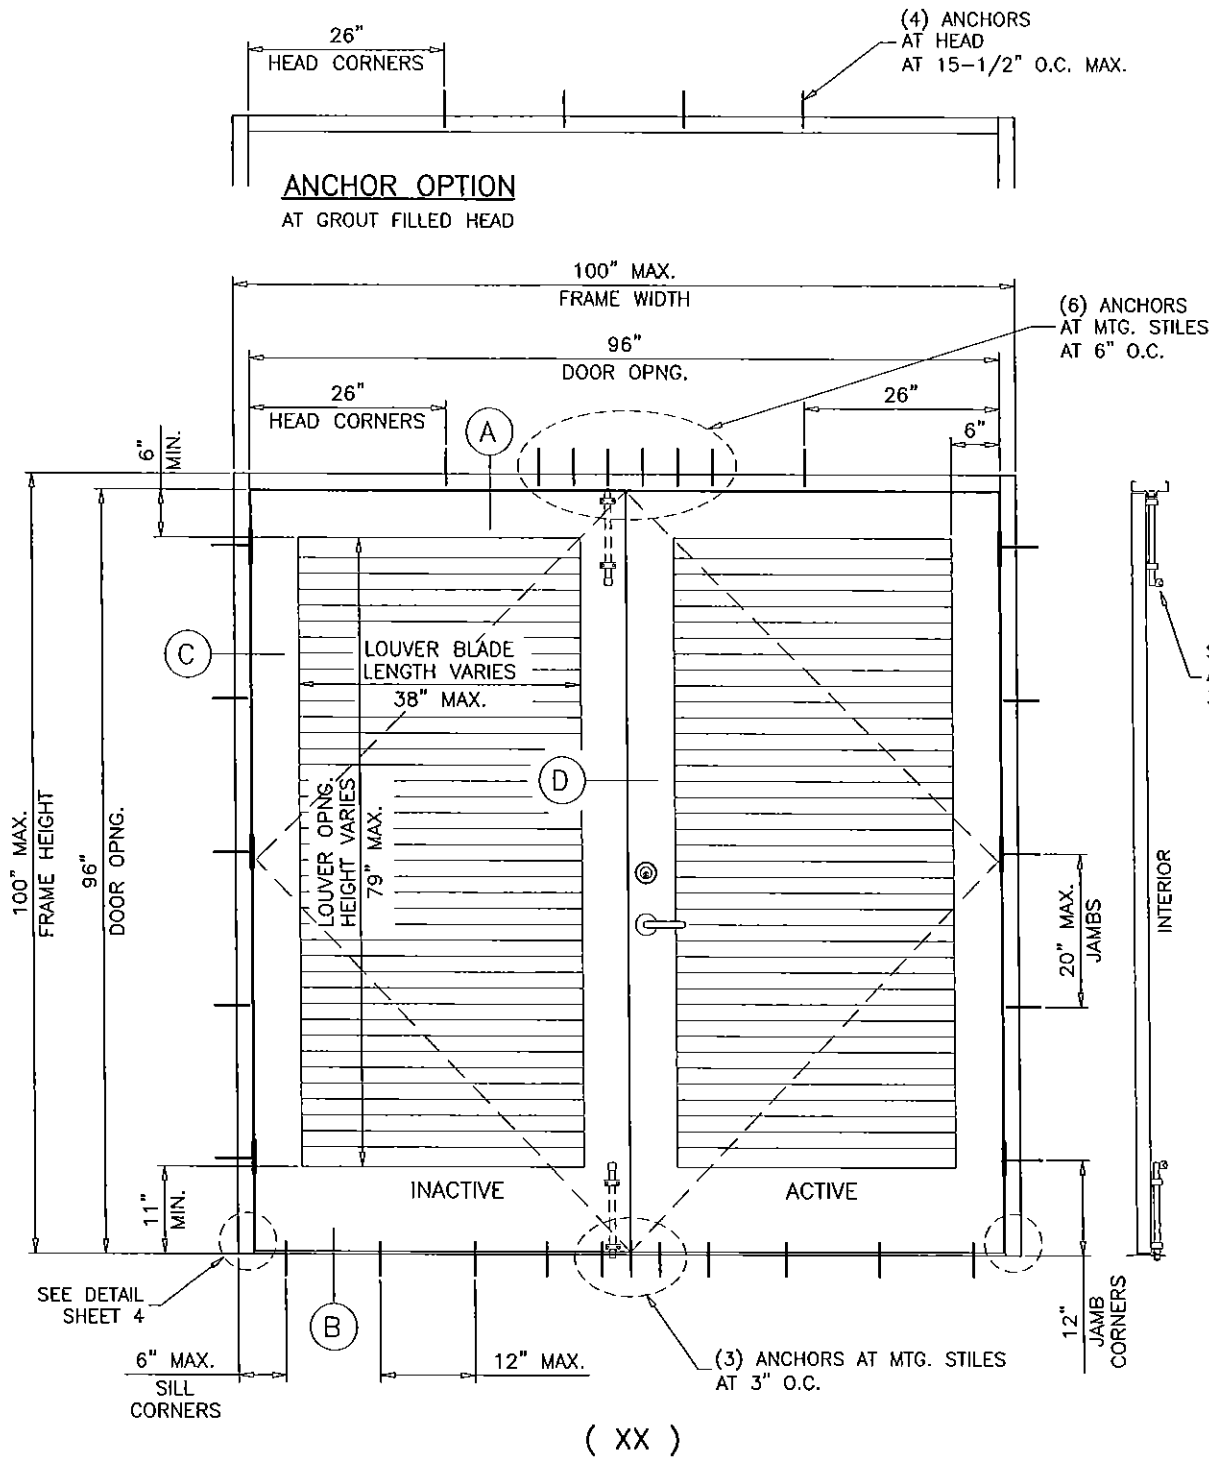 26"
HEAD CORNERS
(4) ANCHORS
AT HEAD
AT 15-1/2" O.C. MAX.
ANCHOR OPTION
AT GROUT FILLED HEAD
100" MAX.
FRAME WIDTH
(6) ANCHORS
AT MTG. STILES
AT 6" O.C.
96"
DOOR OPNG.
26"
HEAD CORNERS
26"
6"
MIN.
A
6"
C
LOUVER BLADE
LENGTH VARIES
38" MAX.
D
LOUVER OPNG.
HEIGHT VARIES
79" MAX.
100" MAX.
FRAME HEIGHT
96"
DOOR OPNG.
20" MAX.
JAMBS
INTERIOR
INACTIVE
ACTIVE
11"
MIN.
SEE DETAIL
SHEET 4
B
12"
JAMB
CORNERS
6" MAX.
SILL
CORNERS
12" MAX.
(3) ANCHORS AT MTG. STILES
AT 3" O.C.
( XX )